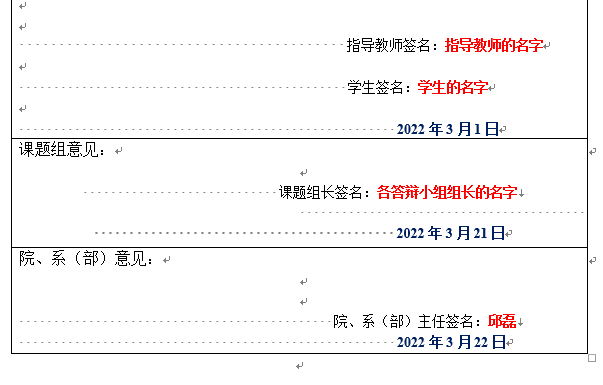 指导教师签名：指导教师的名字
学生签名：学生的名字
2022 年 3 月 1 日
课题组意见：
课题组长签名：各答辩小组组长的名字
2022 年 3 月 21 日
院、系（部）意见：
院、系（部）主任签名：邱磊
2022 年 3 月 22 日